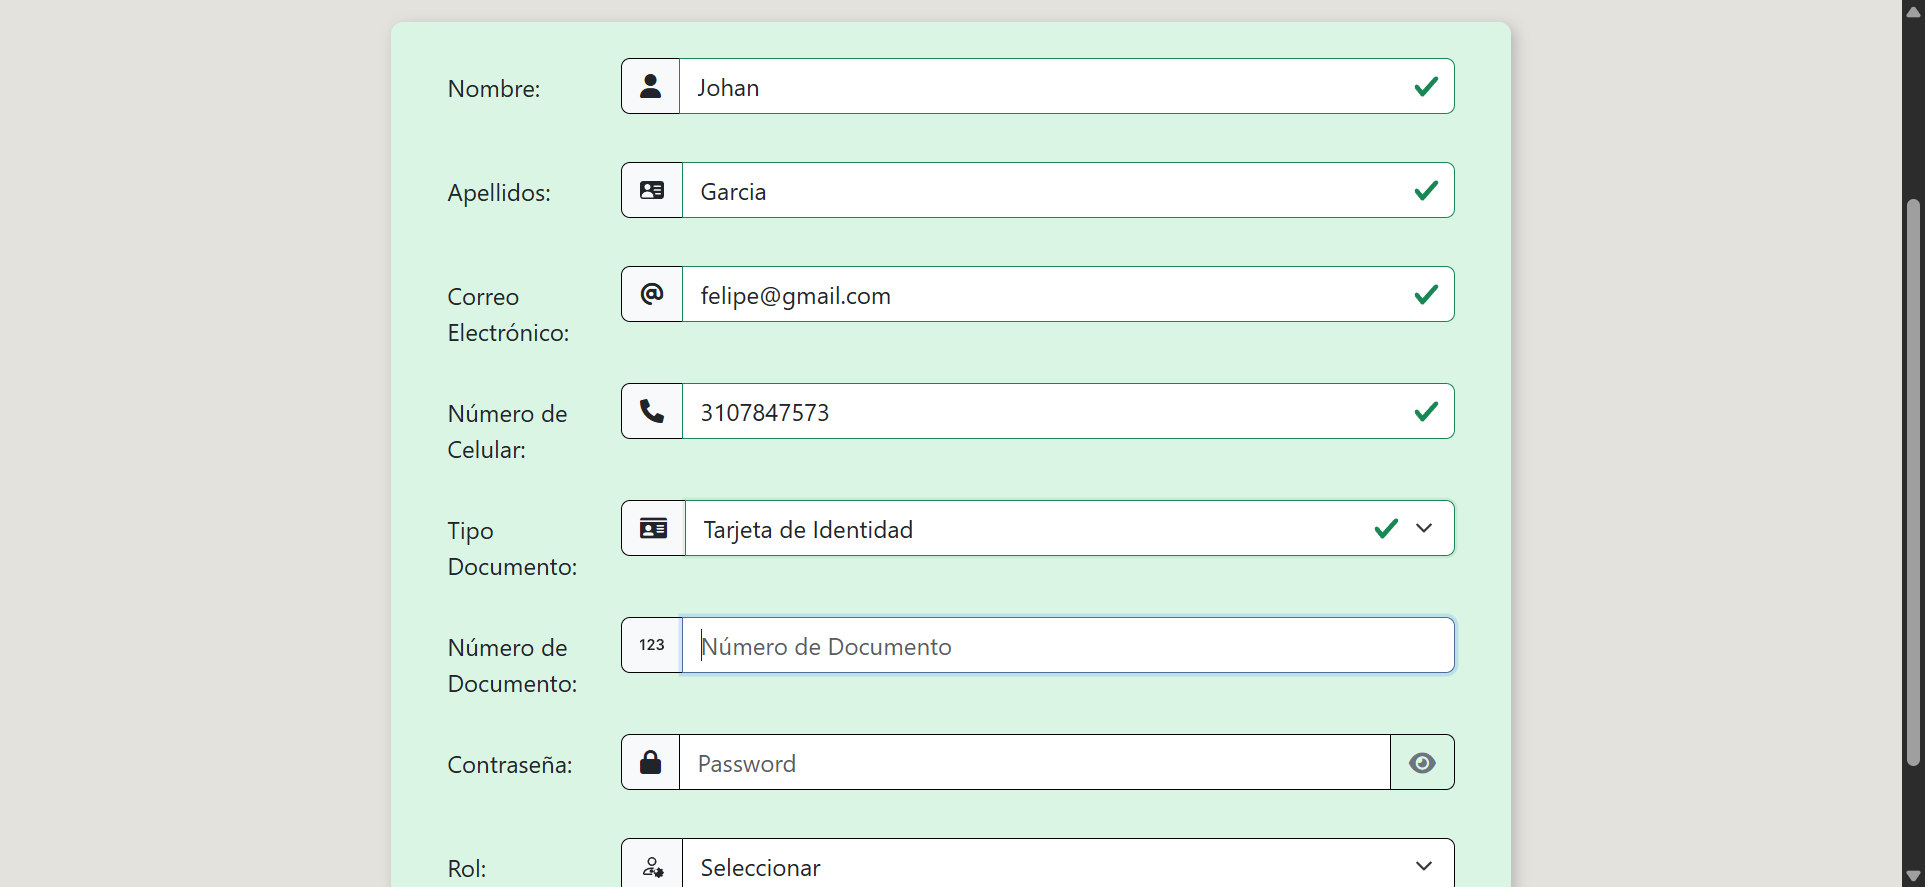 Nombre:
Johan
Apellidos:
Garcia
Correo
Electrónico:
felipe@gmail.com
Número de
Celular:
3107847573
Tipo
Documento:
Tarjeta de Identidad
Número de
Documento:
123
Número de Documento
Contraseña:
Password
Rol:
Seleccionar